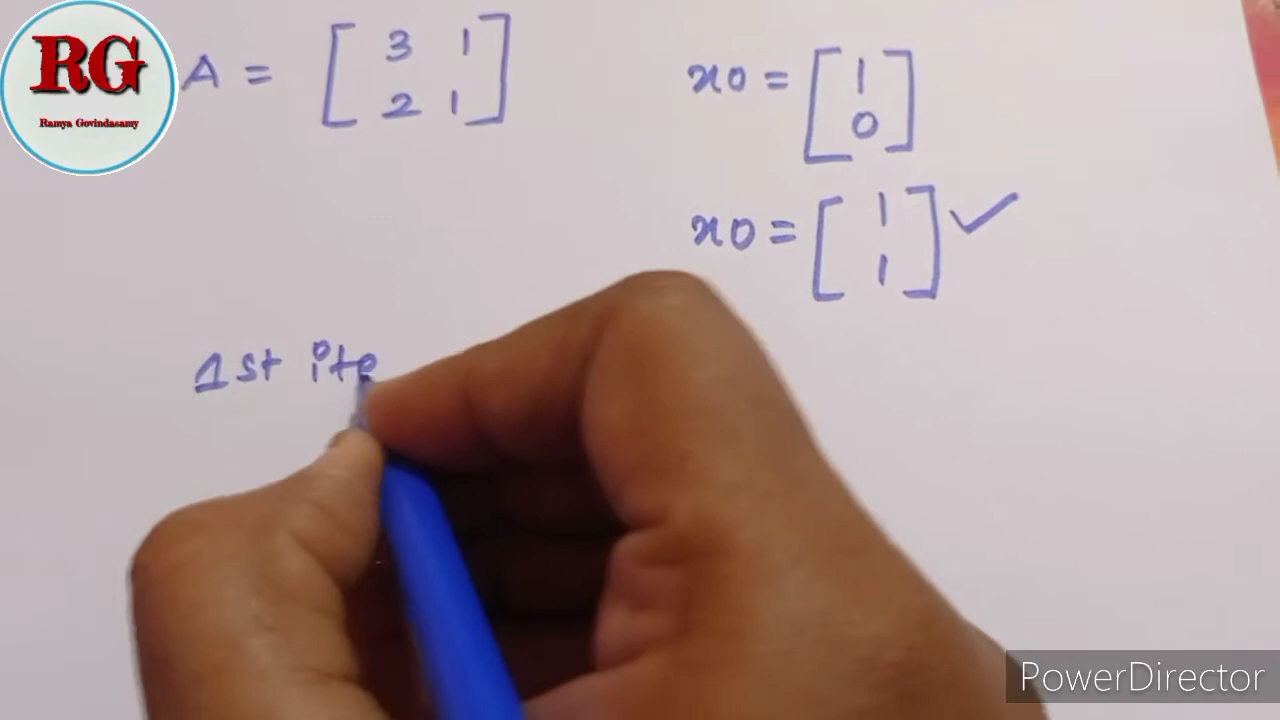 RG
Ramya Govindasamy
A = [ 3 1
2 1 ]
x0 = [ 1
0 ]
x0 = [ 1
1 ] ✓
1st ite
PowerDirector